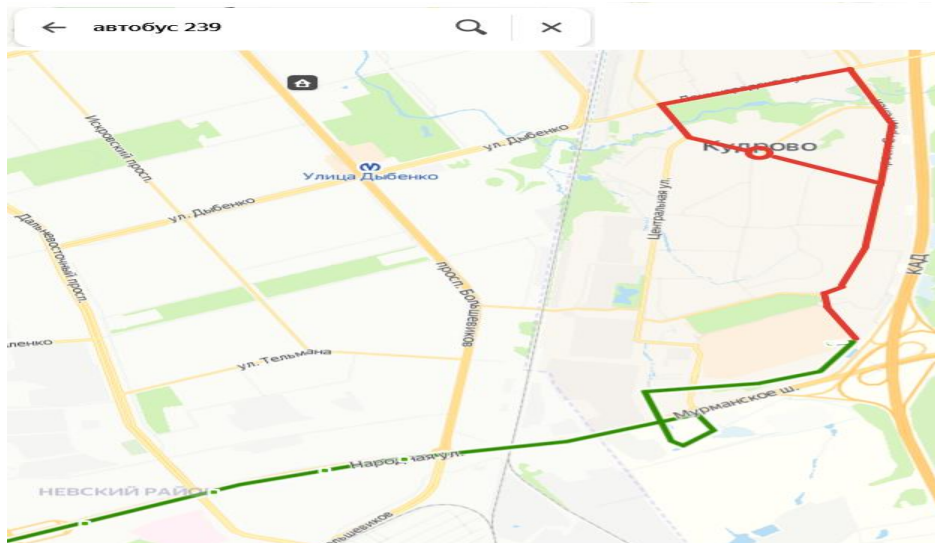 автобус 239
Искровский просп.
ул. Дыбенко
Улица Дыбенко
Кудрово
ул. Дыбенко
Центральная ул.
Дальневосточный просп.
просп. Большевиков
КАД
ленко
ул. Тельмана
Мурманское ш.
Народная ул.
НЕВСКИЙ РАЙОН
льшевиков